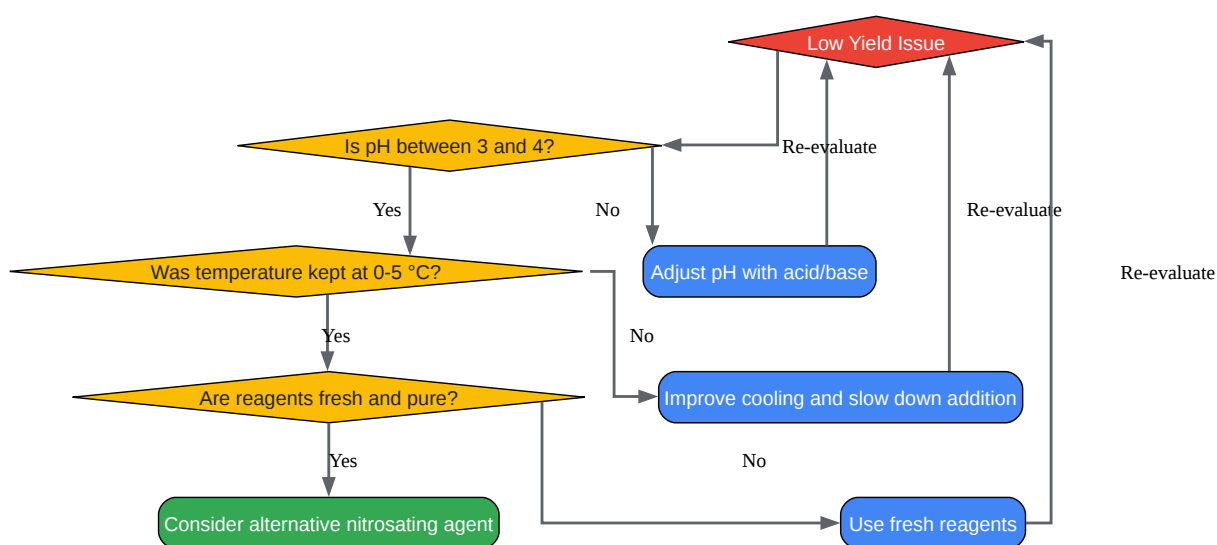 Low Yield Issue
Is pH between 3 and 4?
Re-evaluate
Yes
No
Re-evaluate
Was temperature kept at 0-5 °C?
Adjust pH with acid/base
Re-evaluate
Yes
No
Are reagents fresh and pure?
Improve cooling and slow down addition
Yes
No
Consider alternative nitrosating agent
Use fresh reagents